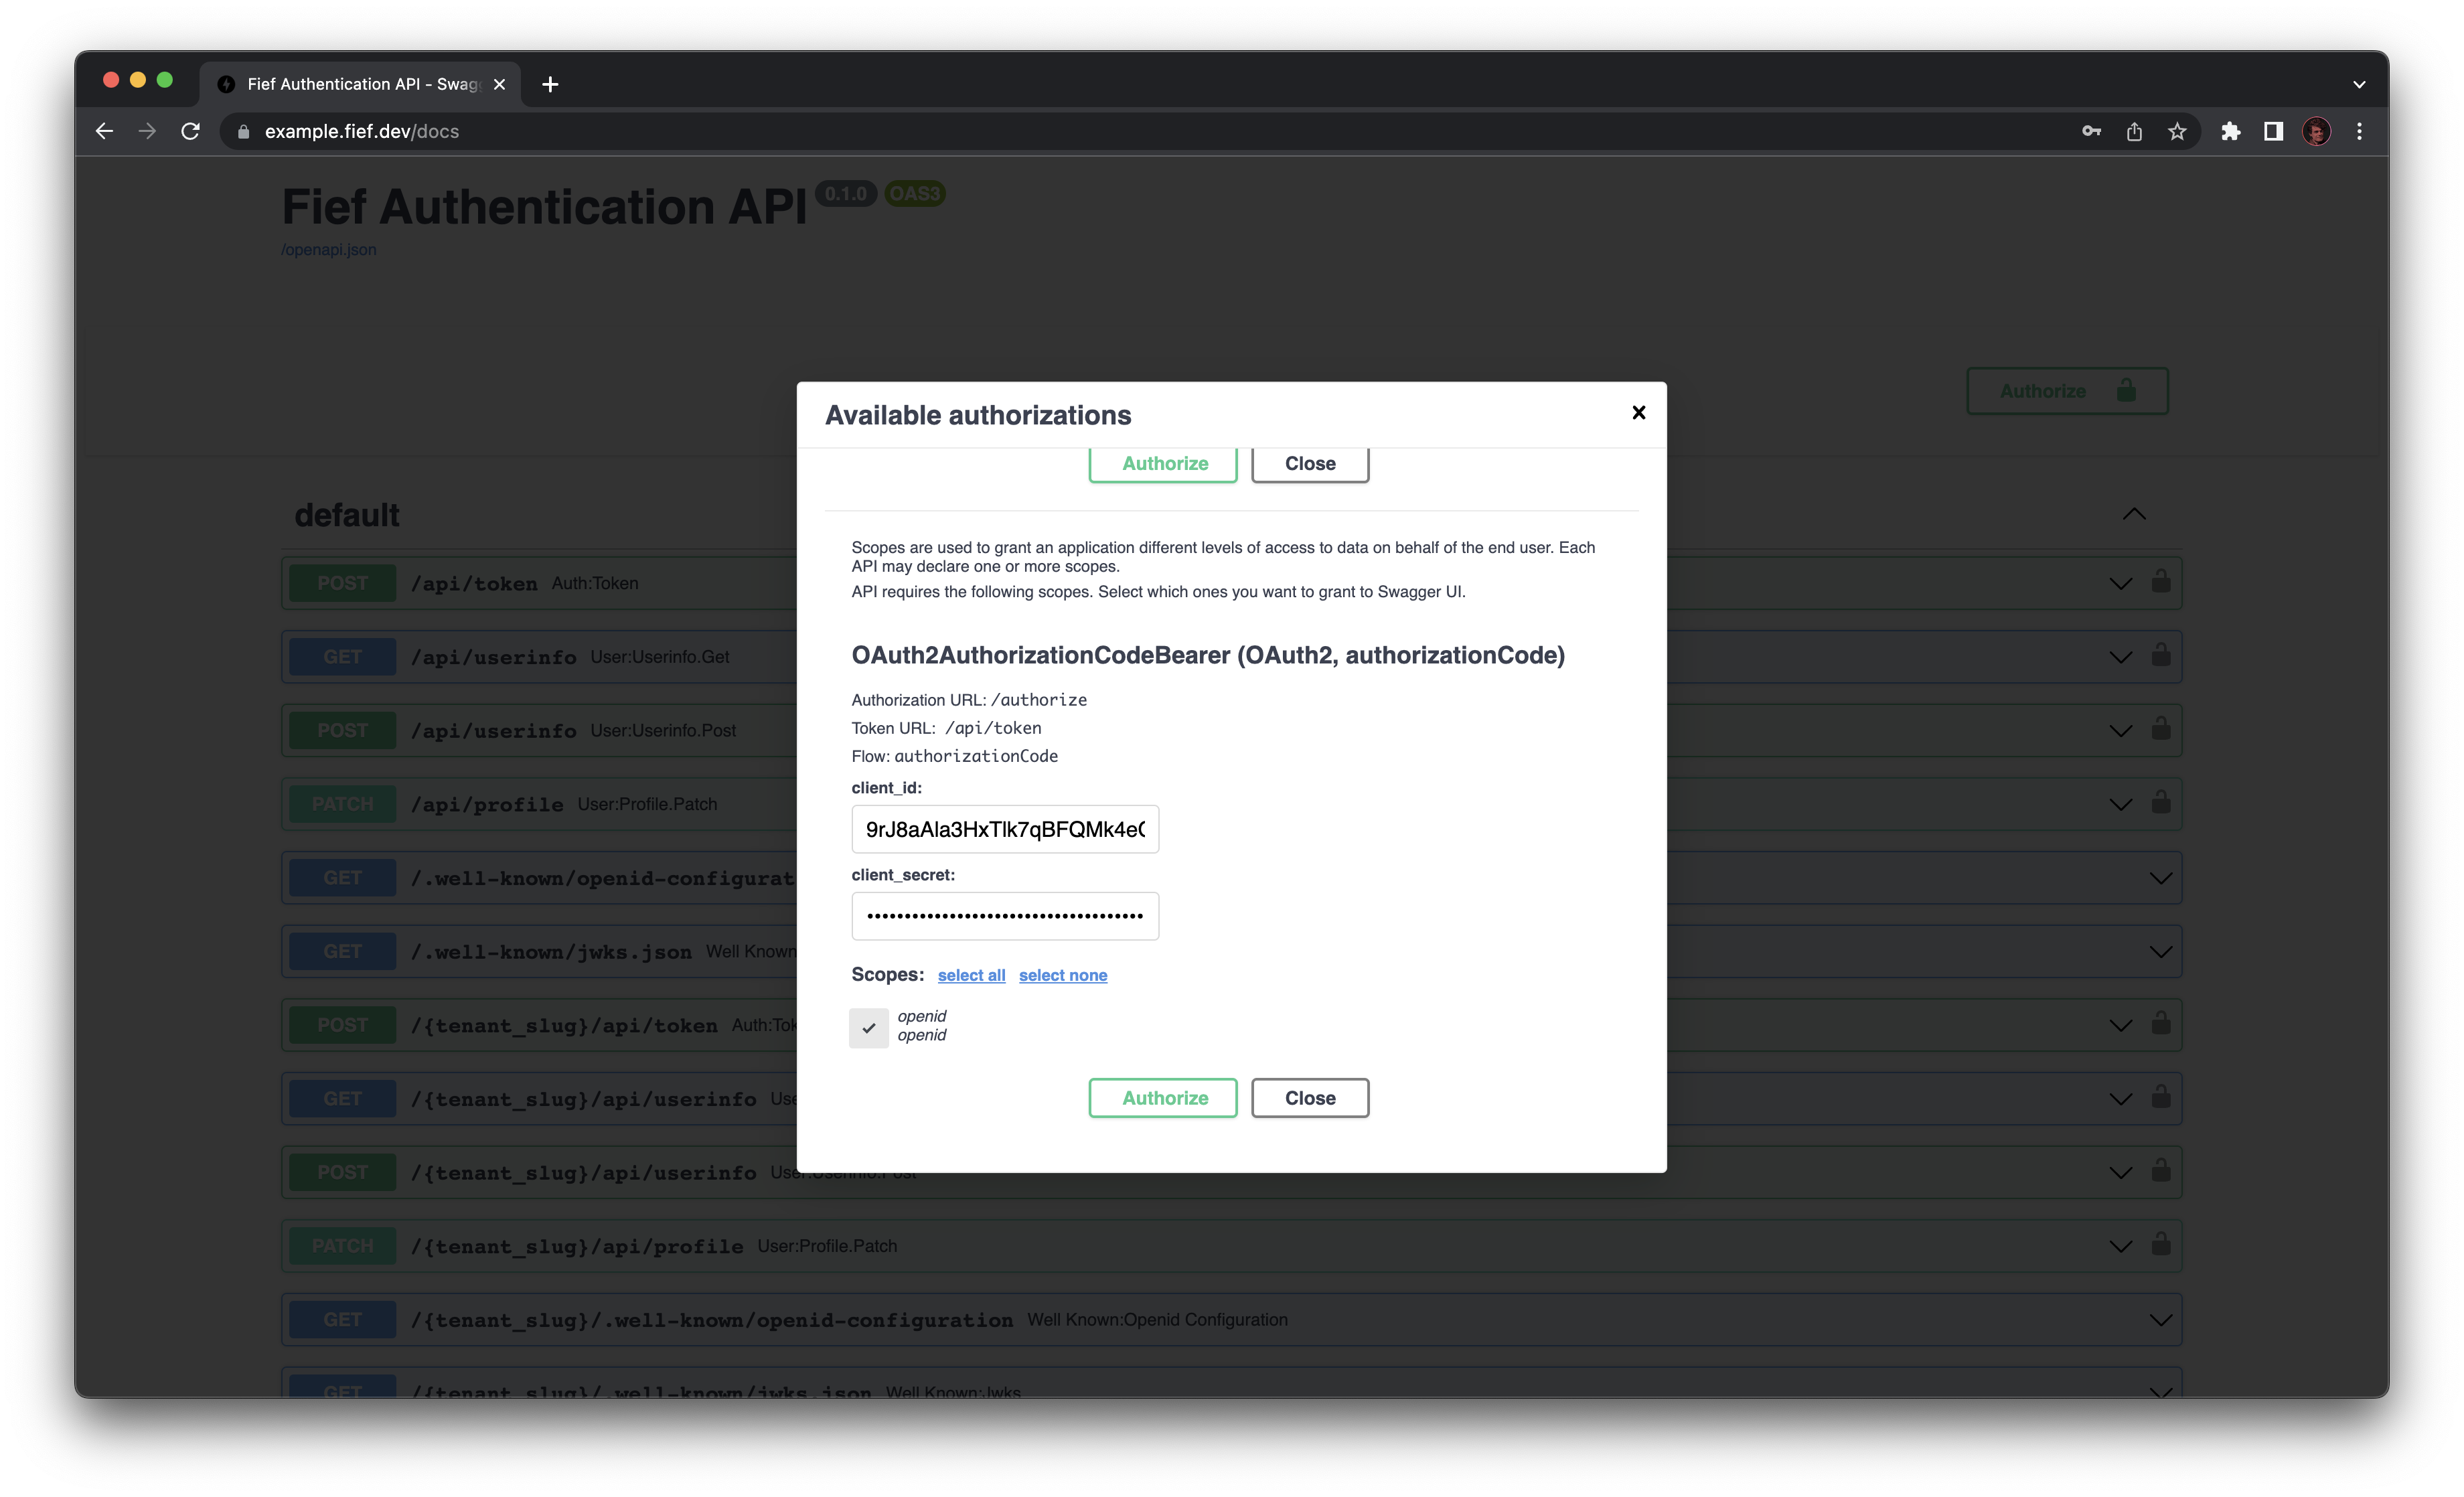 Fief Authentication API - Swag
example.fief.dev/docs
Fief Authentication API 0.1.0 OAS3
/openapi.json
Authorize
Available authorizations
Authorize Close
Scopes are used to grant an application different levels of access to data on behalf of the end user. Each
API may declare one or more scopes.
API requires the following scopes. Select which ones you want to grant to Swagger UI.
OAuth2AuthorizationCodeBearer (OAuth2, authorizationCode)
Authorization URL: /authorize
Token URL: /api/token
Flow: authorizationCode
client_id:
client_secret:
••••••••••••••••••••••••••••••••••••
Scopes: select all select none
openid
openid
Authorize Close
default
POST /api/token Auth:Token
GET /api/userinfo User:Userinfo.Get
POST /api/userinfo User:Userinfo.Post
PATCH /api/profile User:Profile.Patch
GET /.well-known/openid-configurat
GET /.well-known/jwks.json Well Known
POST /{tenant_slug}/api/token Auth:Tok
GET /{tenant_slug}/api/userinfo Use
POST /{tenant_slug}/api/userinfo User:Userinfo.Post
PATCH /{tenant_slug}/api/profile User:Profile.Patch
GET /{tenant_slug}/.well-known/openid-configuration Well Known:Openid Configuration
GET /{tenant_slug}/.well-known/jwks.json Well Known:Jwks